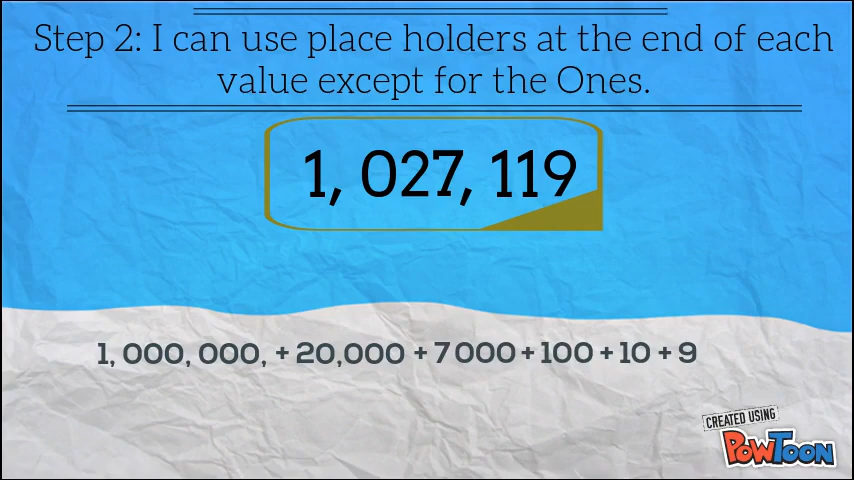 Step 2: I can use place holders at the end of each
value except for the Ones.
1, 027, 119
1, 000, 000, + 20,000 + 7000 + 100 + 10 + 9
CREATED USING
POWTOON